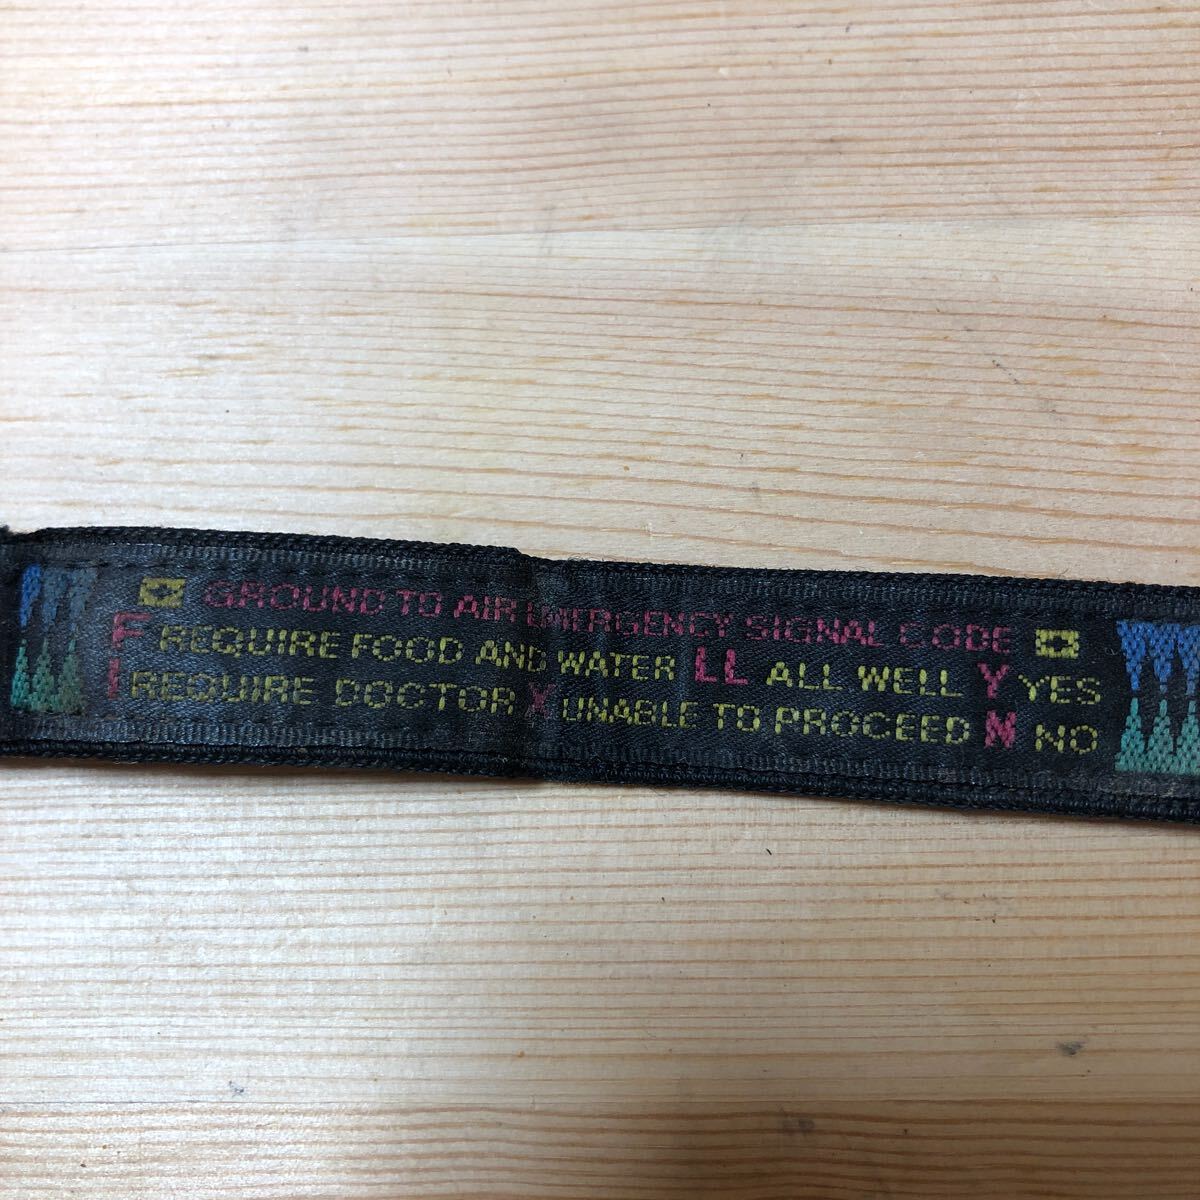 GROUND TO AIR EMERGENCY SIGNAL CODE
F REQUIRE FOOD AND WATER LL ALL WELL Y YES
I REQUIRE DOCTOR X UNABLE TO PROCEED N NO